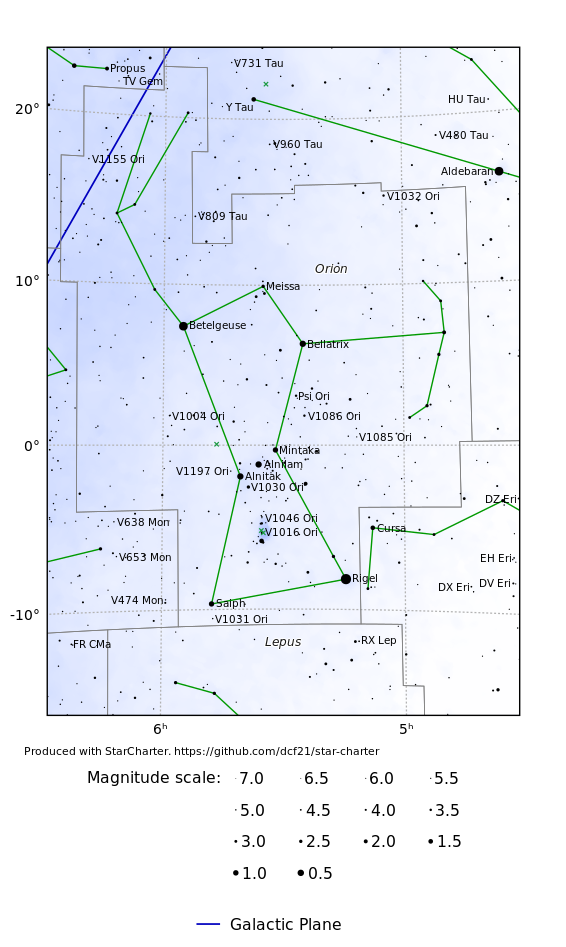 V731 Tau
Propus
TV Gem
20°
Y Tau
HU Tau
V480 Tau
V960 Tau
V1155 Ori
Aldebaran
V1032 Ori
V809 Tau
Orion
10°
Meissa
Betelgeuse
Bellatrix
Psi Ori
V1004 Ori
V1086 Ori
V1085 Ori
0°
Mintaka
Alnilam
V1197 Ori
Alnitak
V1030 Ori
DZ Eri
V1046 Ori
V638 Mon
Cursa
V1016 Ori
V653 Mon
EH Eri
Rigel
DV Eri
DX Eri
V474 Mon
Saiph
-10°
V1031 Ori
FR CMa
Lepus
RX Lep
6ʰ 5ʰ
Produced with StarCharter. https://github.com/dcf21/star-charter
Magnitude scale: 7.0 6.5 6.0 5.5
5.0 4.5 4.0 3.5
3.0 2.5 2.0 1.5
1.0 0.5
Galactic Plane